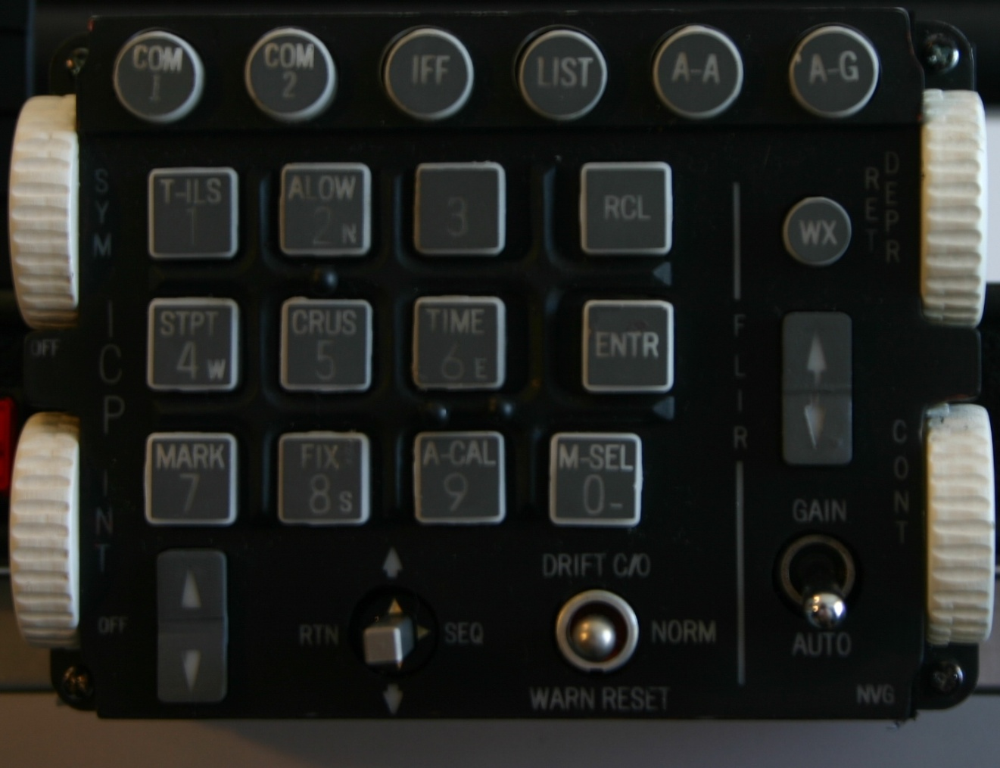 COM
1
COM
2
IFF
LIST
A-A
A-G
SYM
T-ILS
1
ALOW
2 N
3
RCL
WX
RET
DEPR
OFF
ICP
STPT
4 W
CRUS
5
TIME
6 E
ENTR
FLIR
MARK
7
FIX
8 S
A-CAL
9
M-SEL
0-
CONT
INT
GAIN
AUTO
OFF
RTN
SEQ
DRIFT C/O
NORM
WARN RESET
NVG